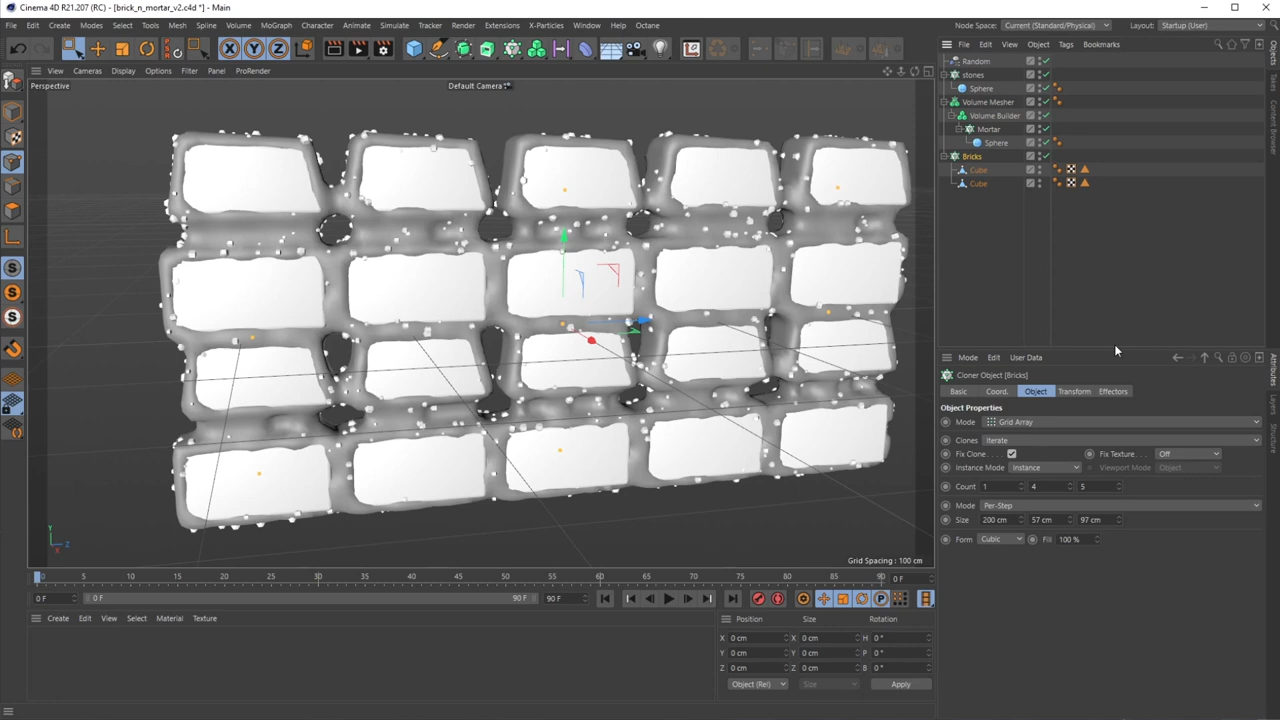 Cinema 4D R21.207 (RC) - [brick_n_mortar_v2.c4d *] - Main
File Edit Create Modes Select Tools Mesh Spline Volume MoGraph Character Animate Simulate Tracker Render Extensions X-Particles Window Help Octane
Node Space: Current (Standard/Physical) Layout: Startup (User)
X Y Z
File Edit View Object Tags Bookmarks
View Cameras Display Options Filter Panel ProRender
Perspective
Default Camera
Random
stones
Sphere
Volume Mesher
Volume Builder
Mortar
Sphere
Bricks
Cube
Cube
Objects
Takes
Content Browser
S
S
S
Y
Z
X
Grid Spacing : 100 cm
Mode Edit User Data
Attributes
Layers
Structure
Cloner Object [Bricks]
Basic Coord. Object Transform Effectors
Object Properties
Mode Grid Array
Clones Iterate
Fix Clone . . . . Fix Texture . . . Off
Instance Mode Instance Viewport Mode Object
Count 1 4 5
Mode Per-Step
Size 200 cm 57 cm 97 cm
Form Cubic Fill 100 %
0 5 10 15 20 25 30 35 40 45 50 55 60 65 70 75 80 85 90 0 F
0 F 0 F 90 F 90 F P
Create Edit View Select Material Texture
Position Size Rotation
X 0 cm X 0 cm H 0 °
Y 0 cm Y 0 cm P 0 °
Z 0 cm Z 0 cm B 0 °
Object (Rel) Size Apply